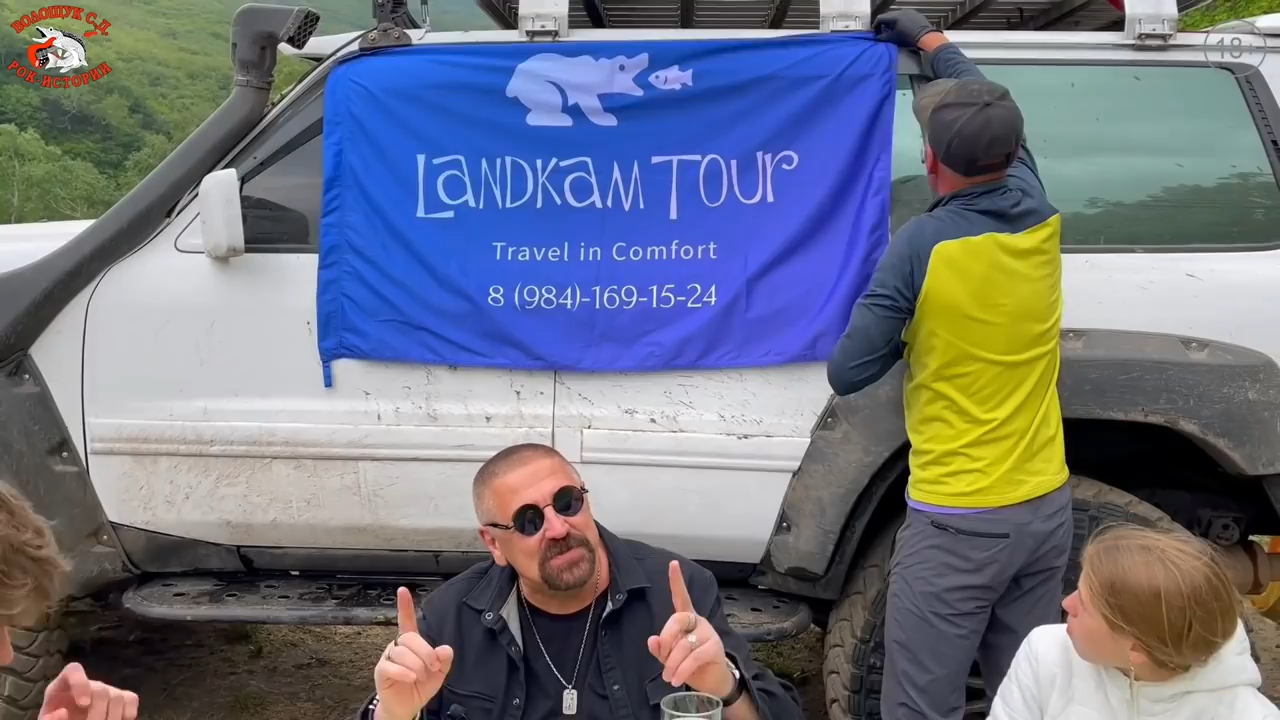 ВОЛОЩУК С.Д.
РОК-ИСТОРИИ
18+
LANDKAM TOUR
Travel in Comfort
8 (984)-169-15-24